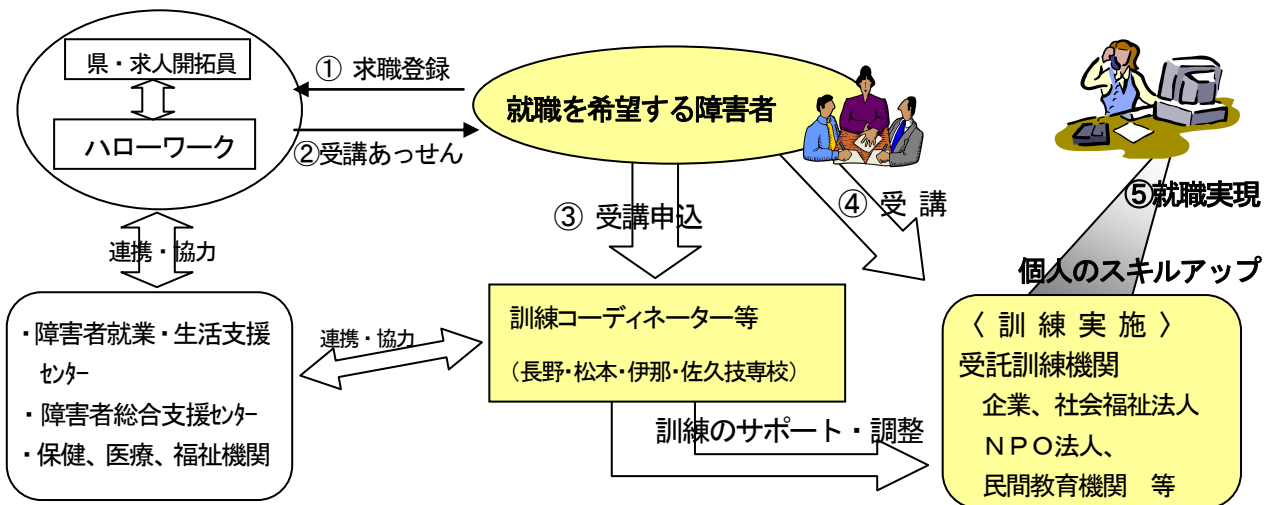 県・求人開拓員
ハローワーク
① 求職登録
②受講あっせん
就職を希望する障害者
③ 受講申込
④ 受 講
⑤就職実現
個人のスキルアップ
連携・協力
・障害者就業・生活支援
センター
・障害者総合支援センター
・保健、医療、福祉機関
連携・協力
訓練コーディネーター等
（長野・松本・伊那・佐久技専校）
訓練のサポート・調整
〈 訓 練 実 施 〉
受託訓練機関
企業、社会福祉法人
ＮＰＯ法人、
民間教育機関　等